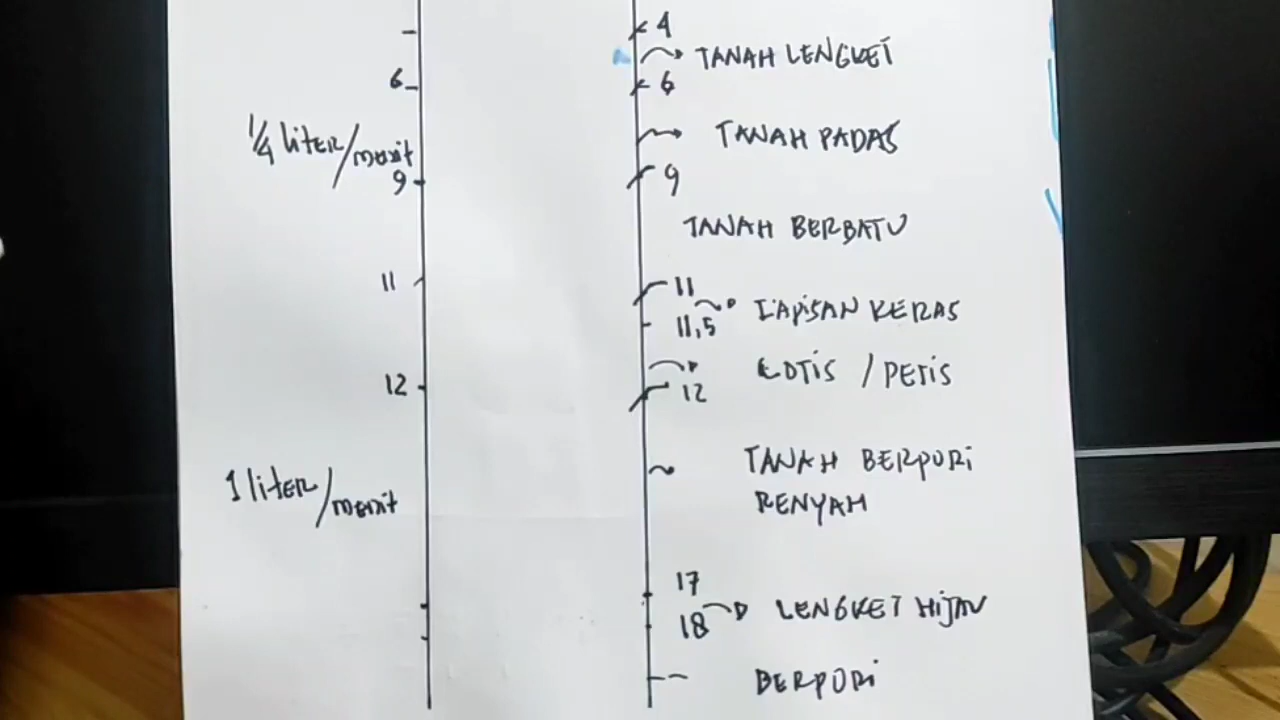 4
TANAH LENGKET
6
6
1/4 liter/menit
TANAH PADAS
9
9
TANAH BERBATU
11
11
LAPISAN KERAS
11,5
/ PETIS
12
12
TANAH BERPORI
RENYAH
1 liter/menit
17
18
LENGKET HIJAU
BERPORI